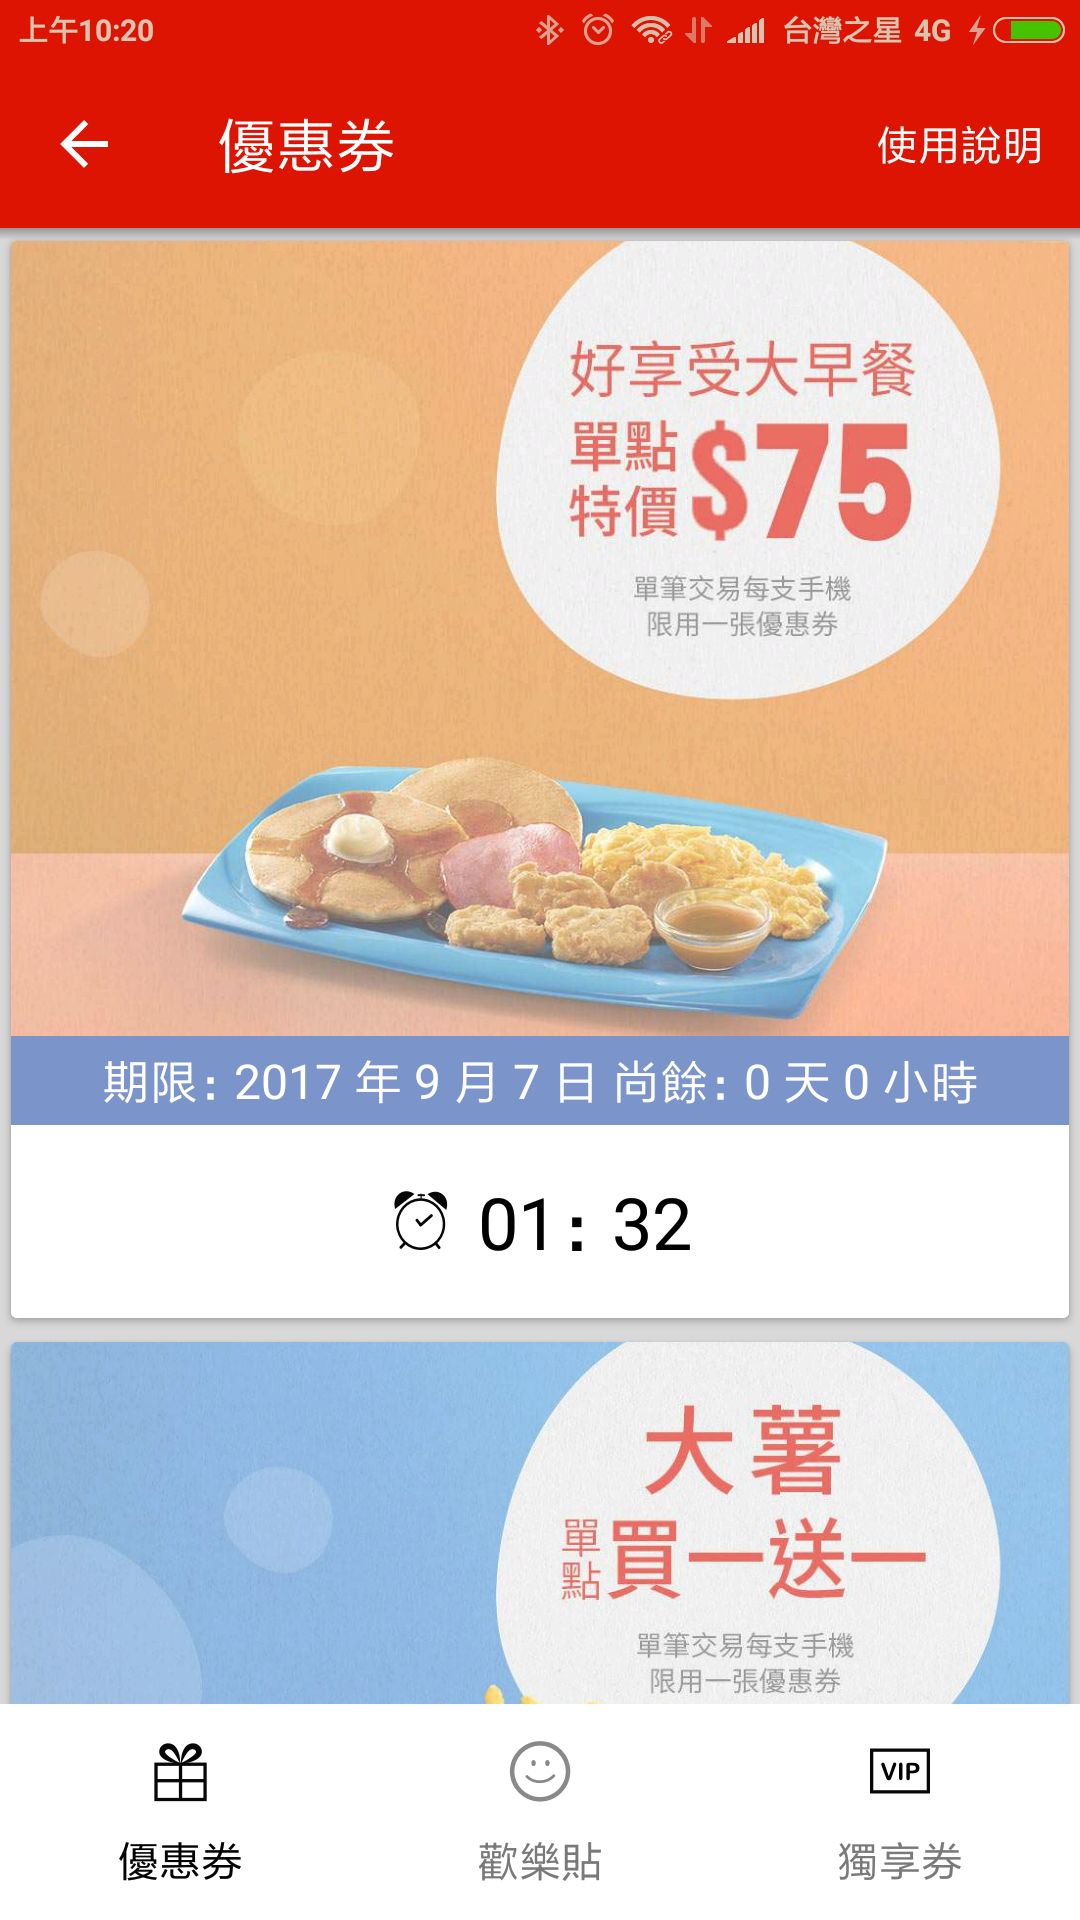 上午10:20
台灣之星 4G
優惠券
使用說明
好享受大早餐
單點
特價
$75
單筆交易每支手機
限用一張優惠券
期限: 2017 年 9 月 7 日 尚餘: 0 天 0 小時
01: 32
大薯
單點
買一送一
單筆交易每支手機
限用一張優惠券
VIP
優惠券
歡樂貼
獨享券